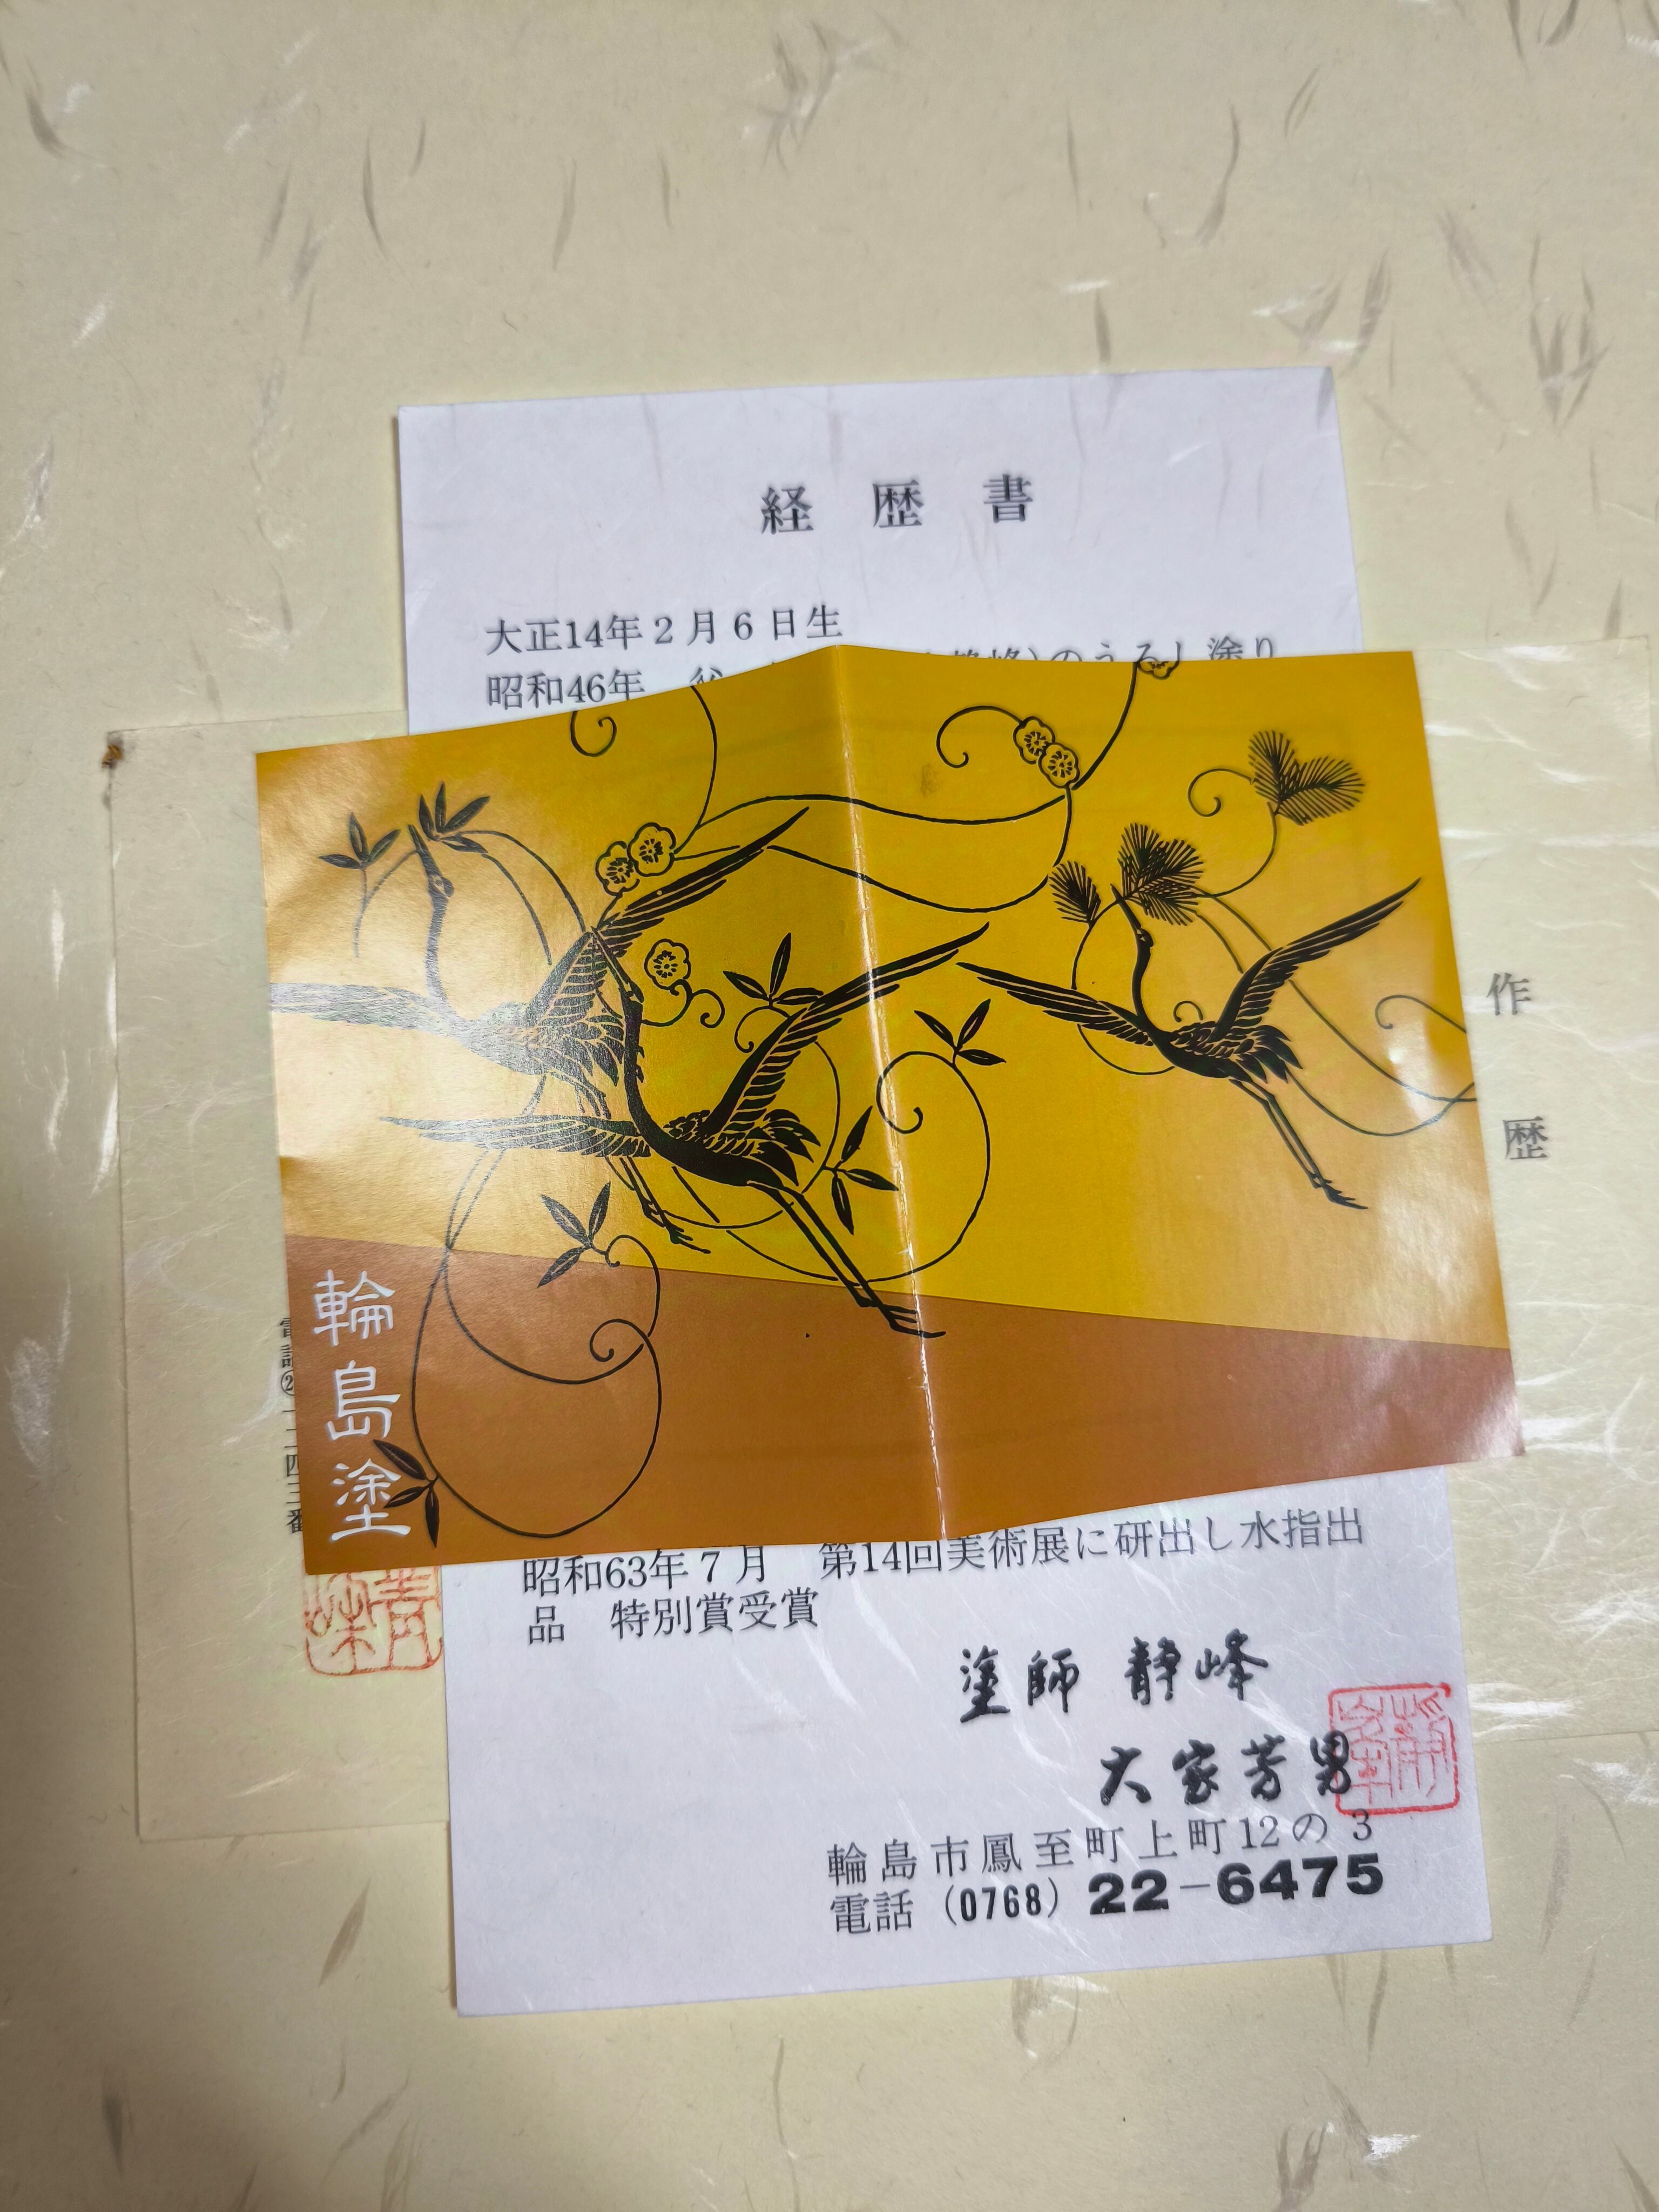 経歴書
大正14年2月6日生
昭和46年
のうるし塗り
輪島塗
作歴
昭和63年7月 第14回美術展に研出し水指出
品 特別賞受賞
塗師 静峰
大家芳男
輪島市鳳至町上町12の3
電話 (0768) 22-6475